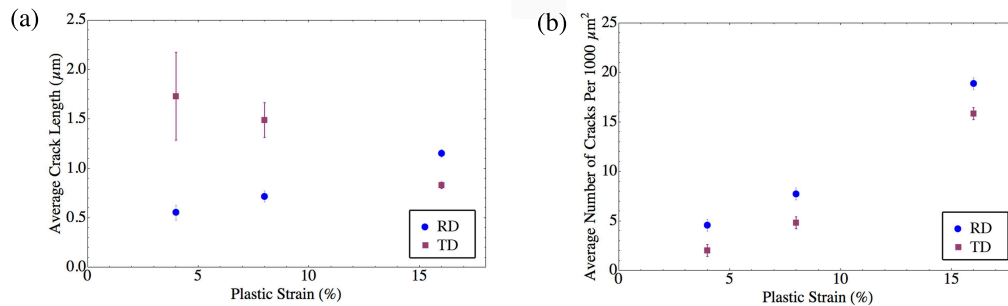 (a)
Average Crack Length (μm)
2.5
2.0
1.5
1.0
0.5
0.0
0
5
10
15
Plastic Strain (%)
RD
TD
(b)
Average Number of Cracks Per 1000 μm²
25
20
15
10
5
0
0
5
10
15
Plastic Strain (%)
RD
TD